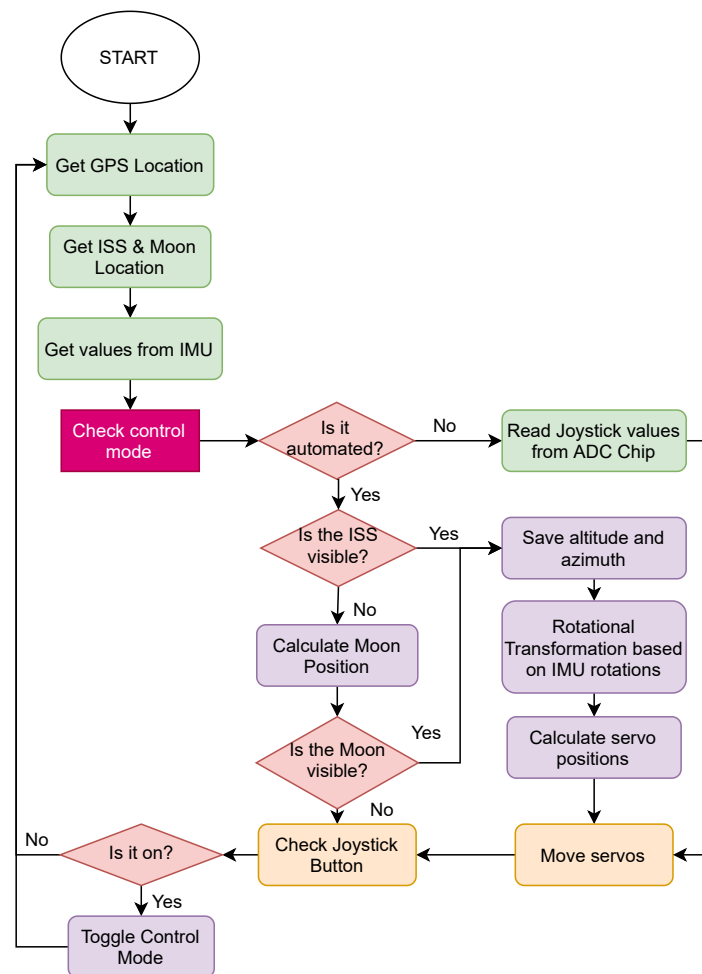 START
Get GPS Location
Get ISS & Moon
Location
Get values from IMU
Check control
mode
Is it
automated?
No
Read Joystick values
from ADC Chip
Yes
Is the ISS
visible?
Yes
Save altitude and
azimuth
No
Calculate Moon
Position
Rotational
Transformation based
on IMU rotations
Is the Moon
visible?
Yes
Calculate servo
positions
No
Move servos
Check Joystick
Button
Is it on?
No
Yes
Toggle Control
Mode